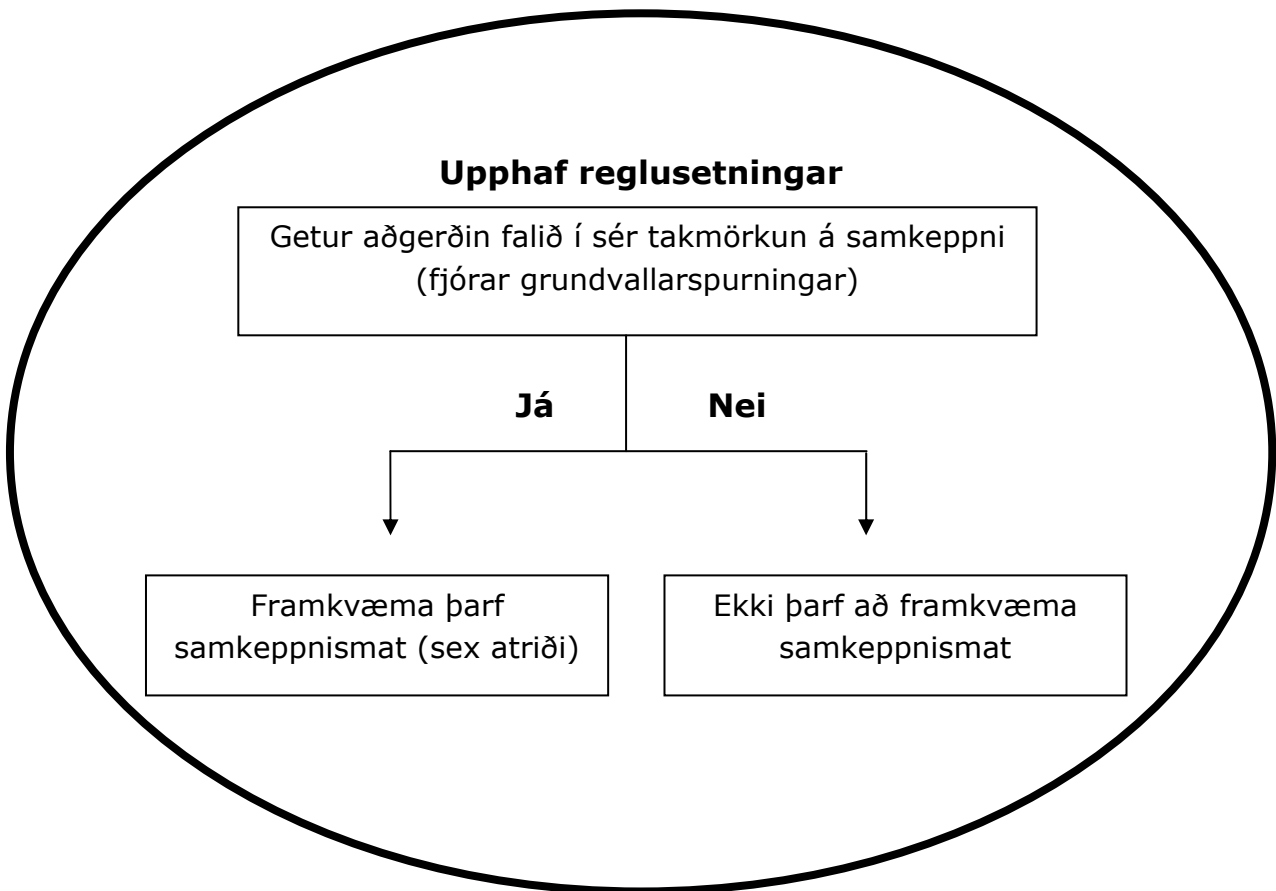 Upphaf reglusetningar
Getur aðgerðin falið í sér takmörkun á samkeppni
(fjórar grundvallarspurningar)
Já
Nei
Framkvæma þarf
samkeppnismat (sex atriði)
Ekki þarf að framkvæma
samkeppnismat